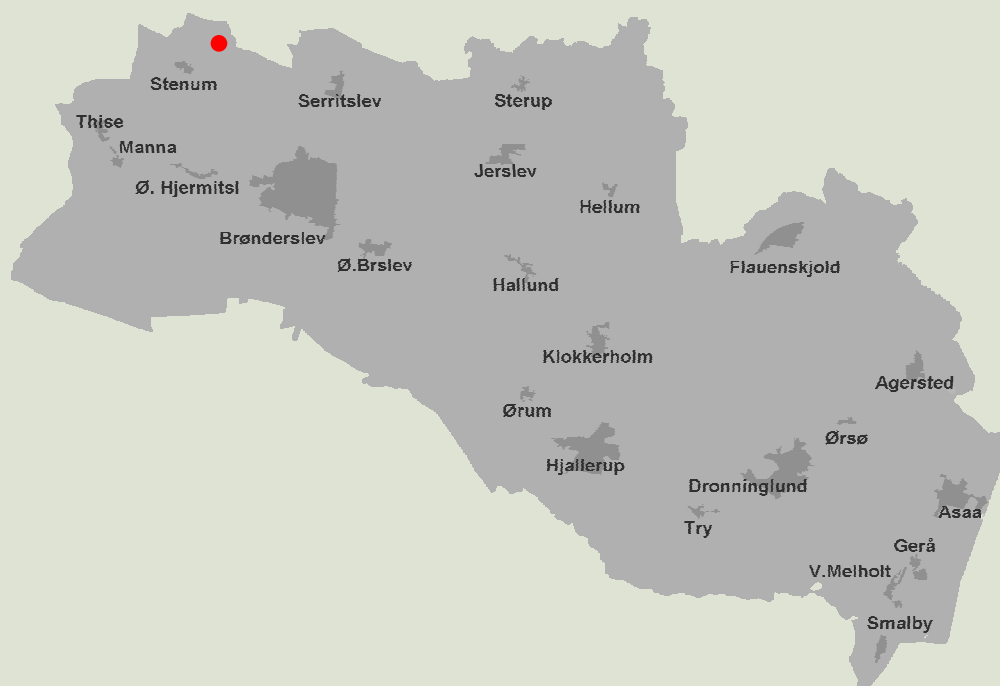 Stenum
Serritslev
Sterup
Thise
Manna
Jerslev
Ø. Hjermitsl
Hellum
Brønderslev
Ø.Brslev
Flauenskjold
Hallund
Klokkerholm
Agersted
Ørum
Ørsø
Hjallerup
Dronninglund
Asaa
Try
Gerå
V.Melholt
Smalby